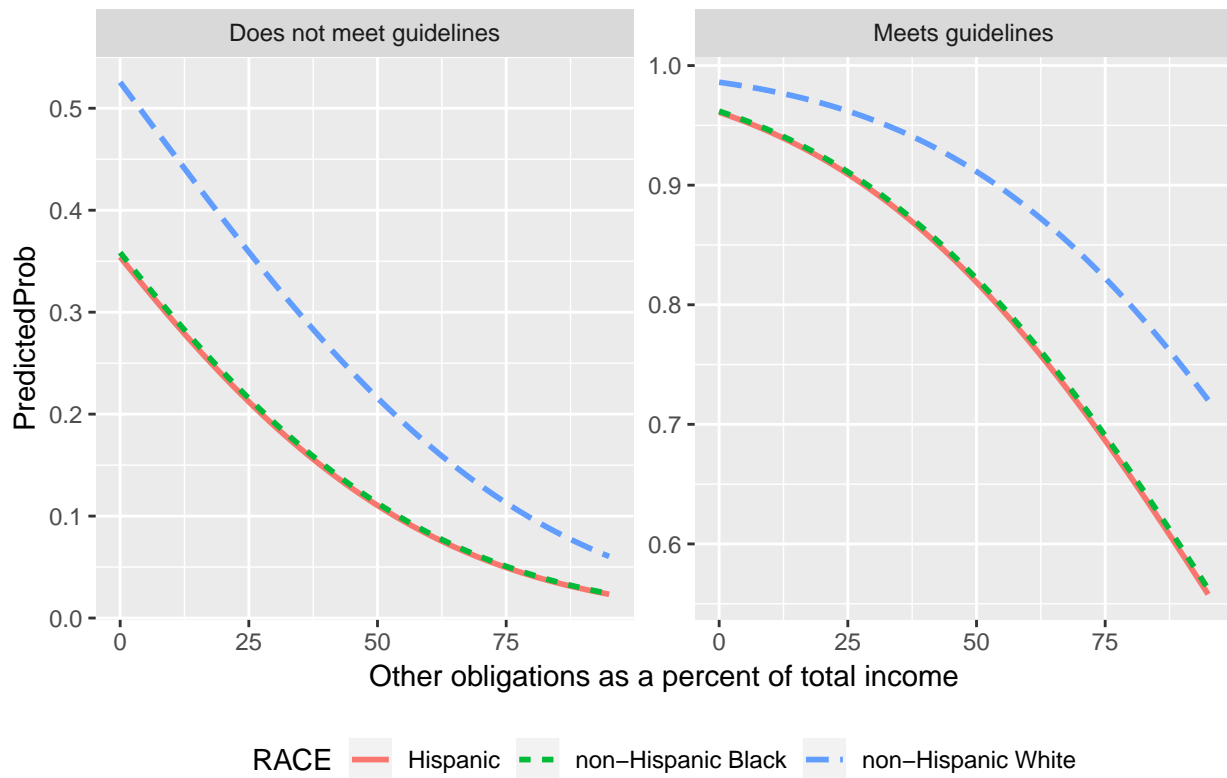 Does not meet guidelines
Meets guidelines
PredictedProb
0.5
0.4
0.3
0.2
0.1
0.0
1.0
0.9
0.8
0.7
0.6
0 25 50 75
0 25 50 75
Other obligations as a percent of total income
RACE Hispanic non−Hispanic Black non−Hispanic White